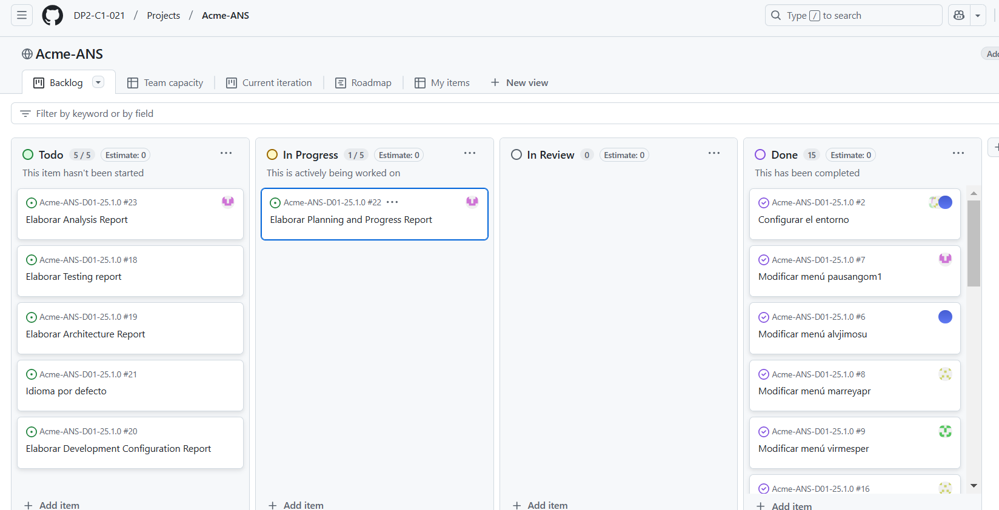 DP2-C1-021 / Projects / Acme-ANS
Type / to search
Acme-ANS
Backlog
Team capacity
Current iteration
Roadmap
My items
New view
Filter by keyword or by field
Todo 5 / 5 Estimate: 0
This item hasn't been started
Acme-ANS-D01-25.1.0 #23
Elaborar Analysis Report
Acme-ANS-D01-25.1.0 #18
Elaborar Testing report
Acme-ANS-D01-25.1.0 #19
Elaborar Architecture Report
Acme-ANS-D01-25.1.0 #21
Idioma por defecto
Acme-ANS-D01-25.1.0 #20
Elaborar Development Configuration Report
Add item
In Progress 1 / 5 Estimate: 0
This is actively being worked on
Acme-ANS-D01-25.1.0 #22
Elaborar Planning and Progress Report
Add item
In Review 0 Estimate: 0
Add item
Done 15 Estimate: 0
This has been completed
Acme-ANS-D01-25.1.0 #2
Configurar el entorno
Acme-ANS-D01-25.1.0 #7
Modificar menú pausangom1
Acme-ANS-D01-25.1.0 #6
Modificar menú alvjimosu
Acme-ANS-D01-25.1.0 #8
Modificar menú marreyapr
Acme-ANS-D01-25.1.0 #9
Modificar menú virmesper
Acme-ANS-D01-25.1.0 #16
Add item